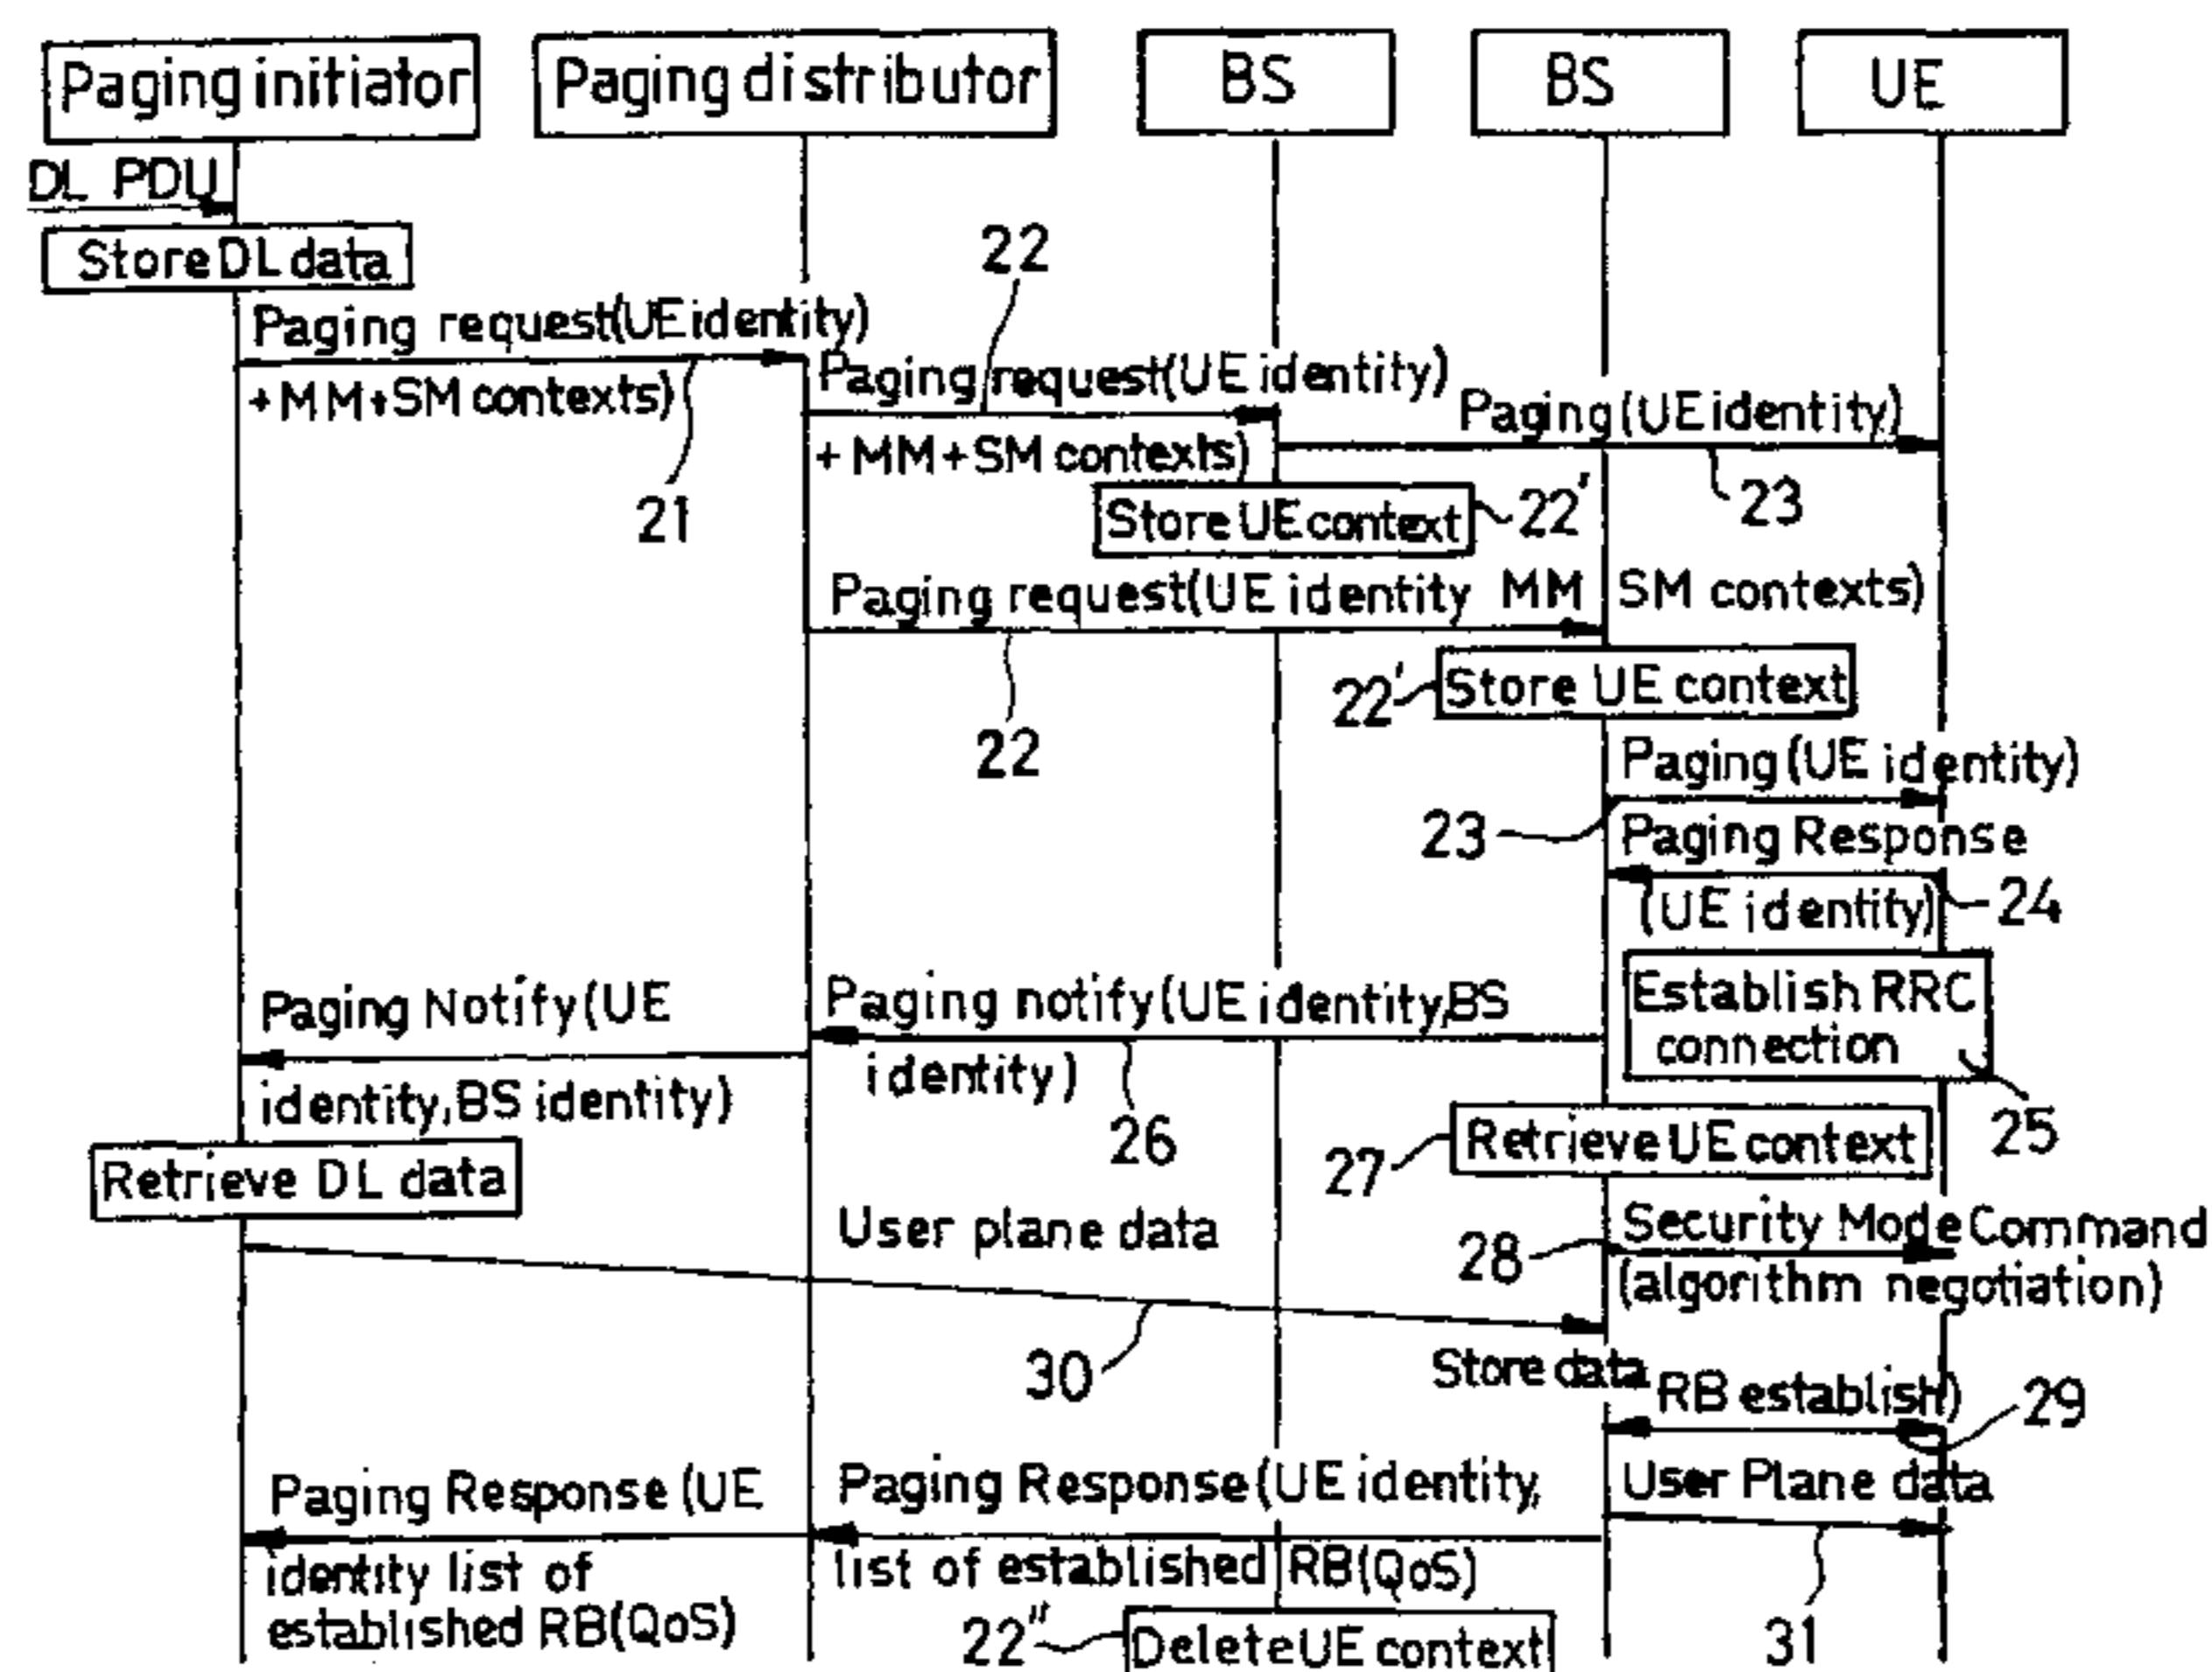 Paging initiator
Paging distributor
BS
BS
UE
DL PDU
Store DL data
22
Paging request(UE identity)
+ MM+SM contexts)
21
Paging request(UE identity)
+ MM+SM contexts)
Paging (UE identity)
23
Store UE context
22'
Paging request(UE identity MM SM contexts)
22
22'
Store UE context
Paging (UE identity)
23
Paging Response
(UE identity)
24
Establish RRC
connection
25
Paging notify(UE identity,BS
identity)
26
Paging Notify(UE
identity,BS identity)
Retrieve DL data
27
Retrieve UE context
User plane data
28
Security Mode Command
(algorithm negotiation)
30
Store data
RB establish)
29
User Plane data
31
Paging Response (UE identity,
list of established RB(QoS)
Paging Response (UE
identity list of
established RB(QoS)
22"
Delete UE context